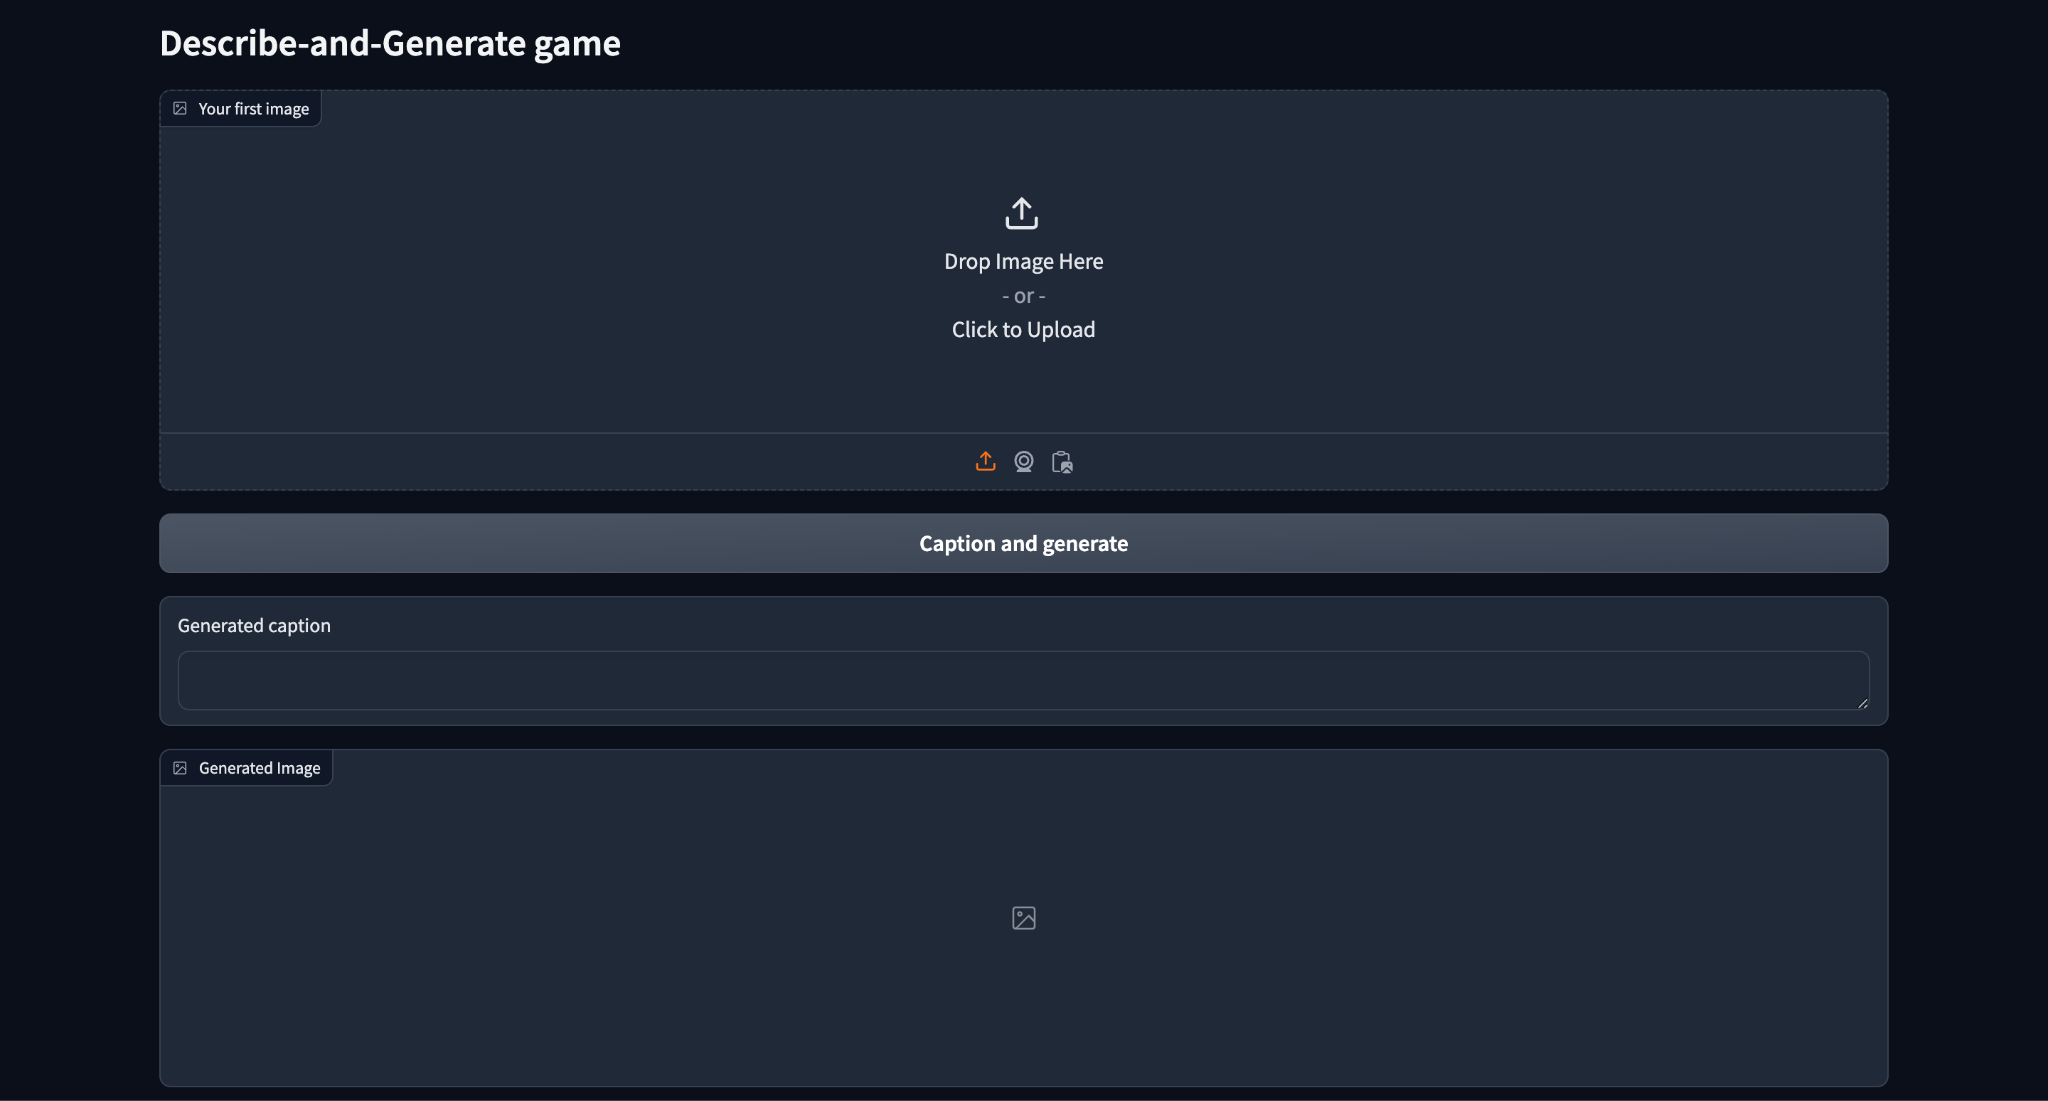 Describe-and-Generate game
Your first image
Drop Image Here
- or -
Click to Upload
Caption and generate
Generated caption
Generated Image